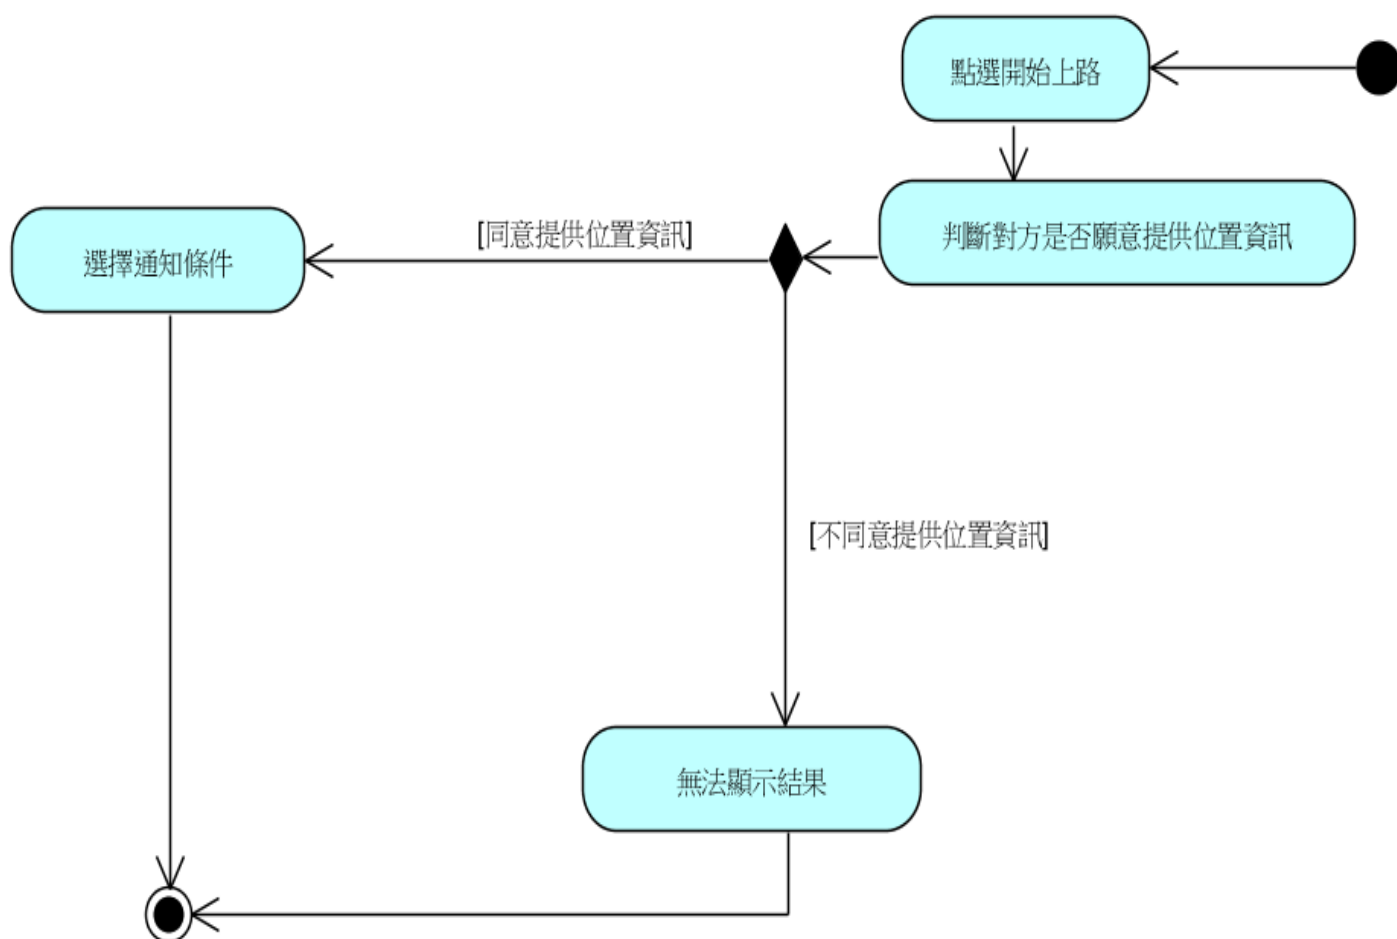 點選開始上路
判斷對方是否願意提供位置資訊
[同意提供位置資訊]
選擇通知條件
[不同意提供位置資訊]
無法顯示結果